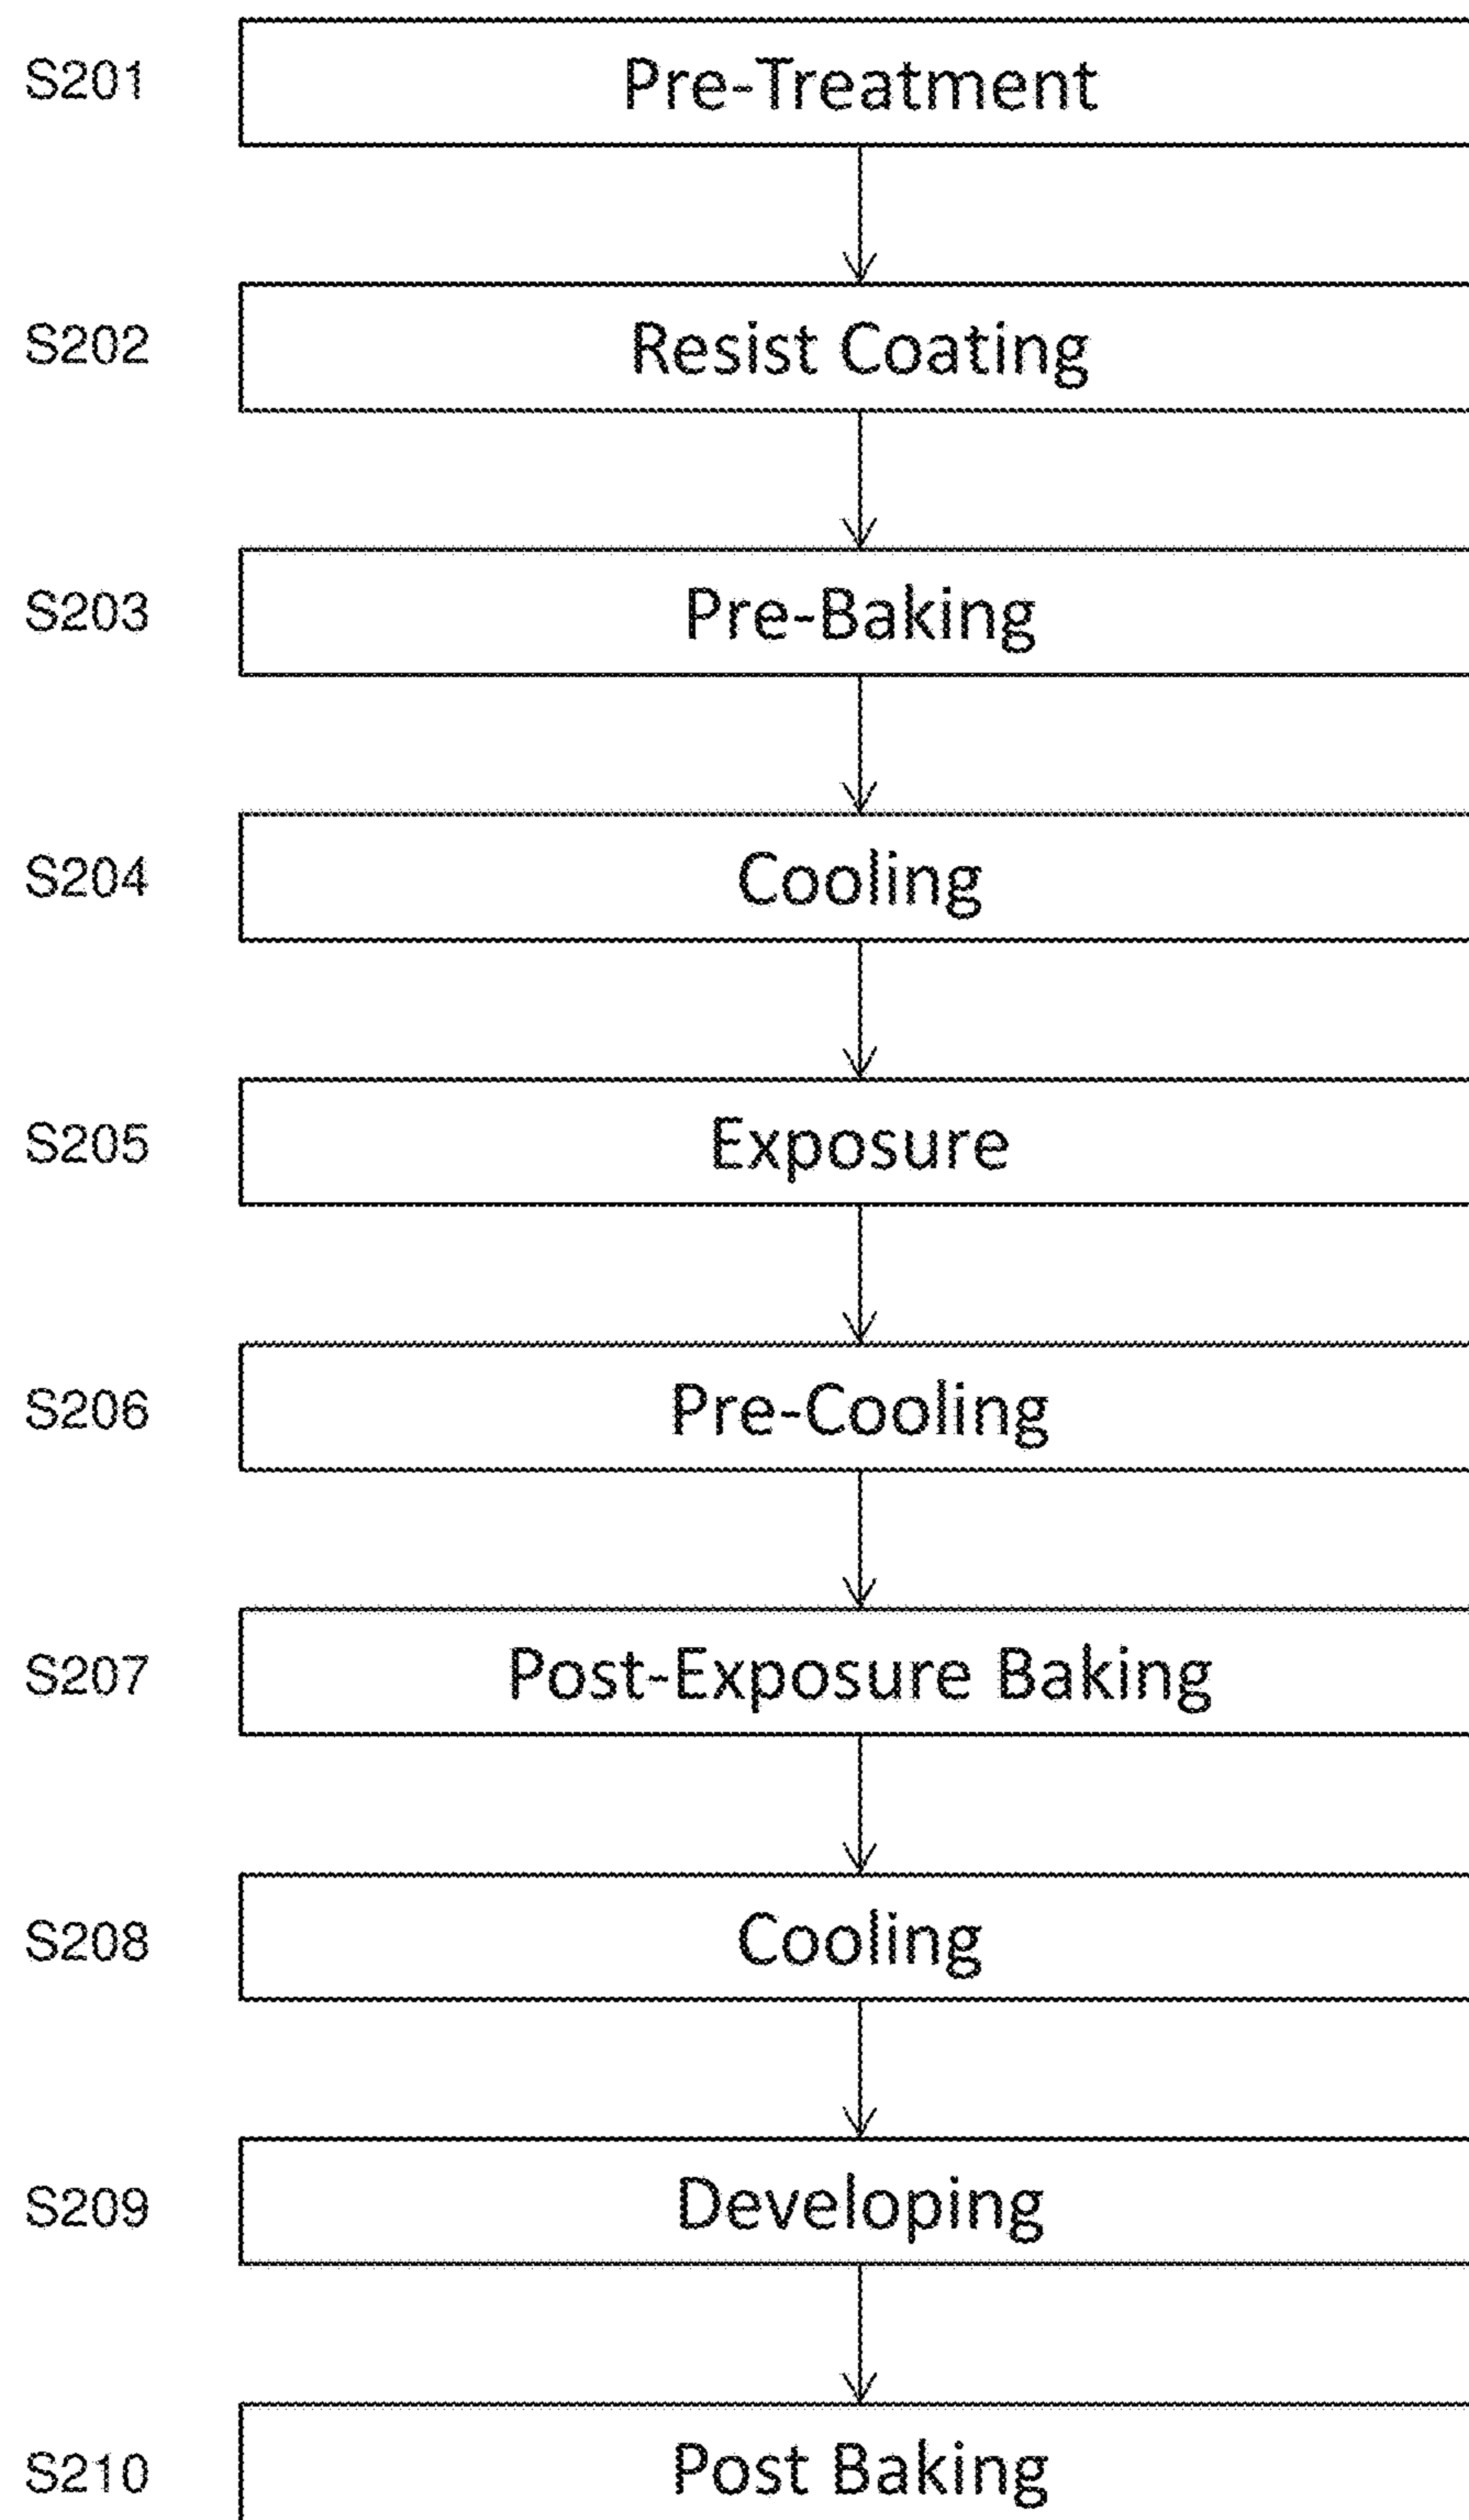 S201 Pre-Treatment
S202 Resist Coating
S203 Pre-Baking
S204 Cooling
S205 Exposure
S206 Pre-Cooling
S207 Post-Exposure Baking
S208 Cooling
S209 Developing
S210 Post Baking